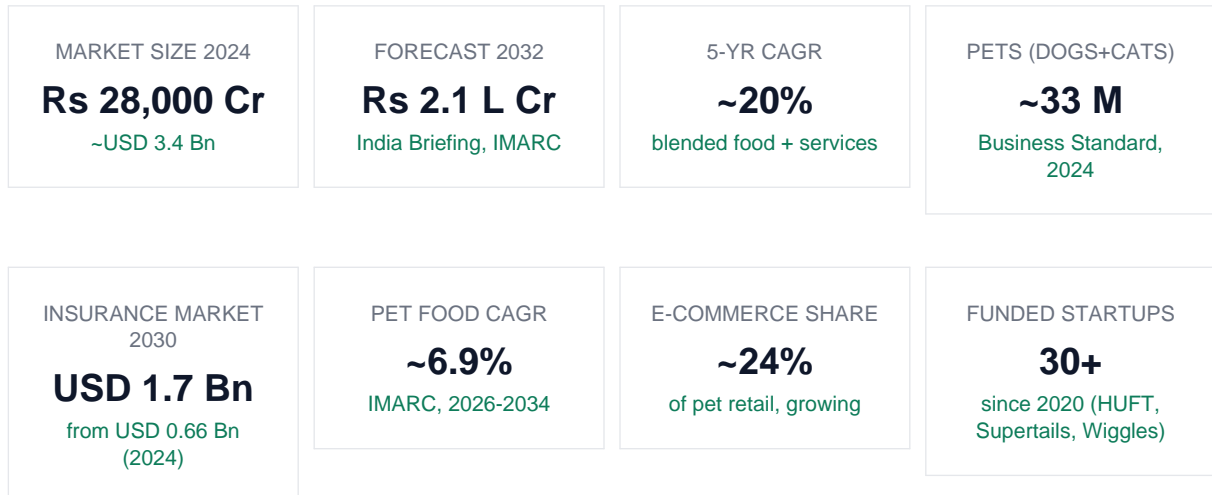 MARKET SIZE 2024
Rs 28,000 Cr
~USD 3.4 Bn
FORECAST 2032
Rs 2.1 L Cr
India Briefing, IMARC
5-YR CAGR
~20%
blended food + services
PETS (DOGS+CATS)
~33 M
Business Standard,
2024
INSURANCE MARKET
2030
USD 1.7 Bn
from USD 0.66 Bn
(2024)
PET FOOD CAGR
~6.9%
IMARC, 2026-2034
E-COMMERCE SHARE
~24%
of pet retail, growing
FUNDED STARTUPS
30+
since 2020 (HUFT,
Supertails, Wiggles)